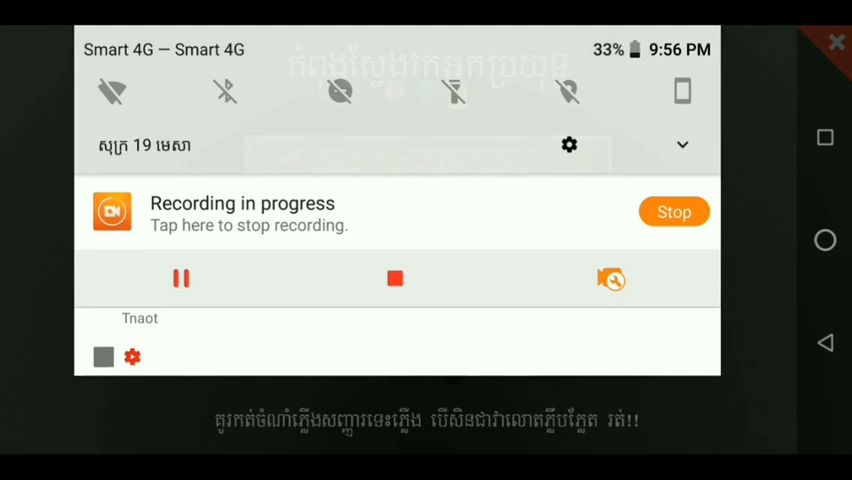 Smart 4G — Smart 4G
33%
9:56 PM
កំពុងស្វែងរកអ្នកប្រយុទ្ធ
សុក្រ 19 មេសា
Recording in progress
Tap here to stop recording.
Stop
Tnaot
គួរកត់ចំណាំភ្លើងសញ្ញារទេះភ្លើង បើសិនជាវាលោតភ្លឹបភ្លែត រត់!!